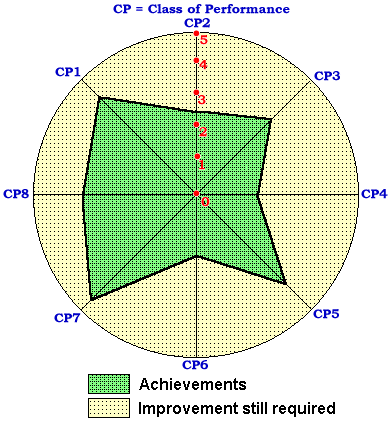 CP = Class of Performance
CP2
5
4
CP1
CP3
3
2
1
CP8
0
CP4
CP7
CP5
CP6
Achievements
Improvement still required